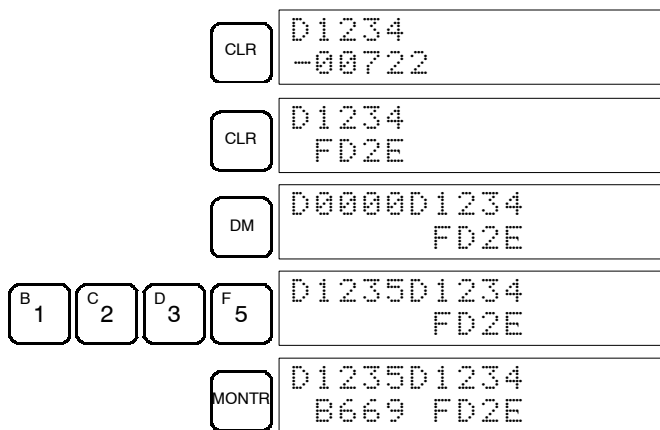 CLR
D1234
-00722
CLR
D1234
FD2E
DM
D0000D1234
FD2E
B 1 C 2 D 3 F 5
D1235D1234
FD2E
MONTR
D1235D1234
B669 FD2E